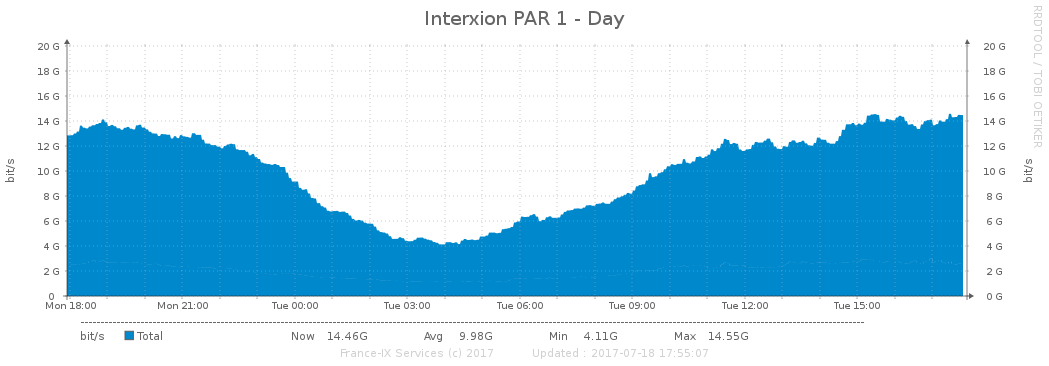 Interxion PAR 1 - Day
RRDTOOL / TOBI OETIKER
20 G 20 G
18 G 18 G
16 G 16 G
14 G 14 G
12 G 12 G
10 G 10 G
8 G 8 G
6 G 6 G
4 G 4 G
2 G 2 G
0 0 G
bit/s bit/s
Mon 18:00 Mon 21:00 Tue 00:00 Tue 03:00 Tue 06:00 Tue 09:00 Tue 12:00 Tue 15:00
bit/s Total Now 14.46G Avg 9.98G Min 4.11G Max 14.55G
France-IX Services (c) 2017 Updated : 2017-07-18 17:55:07